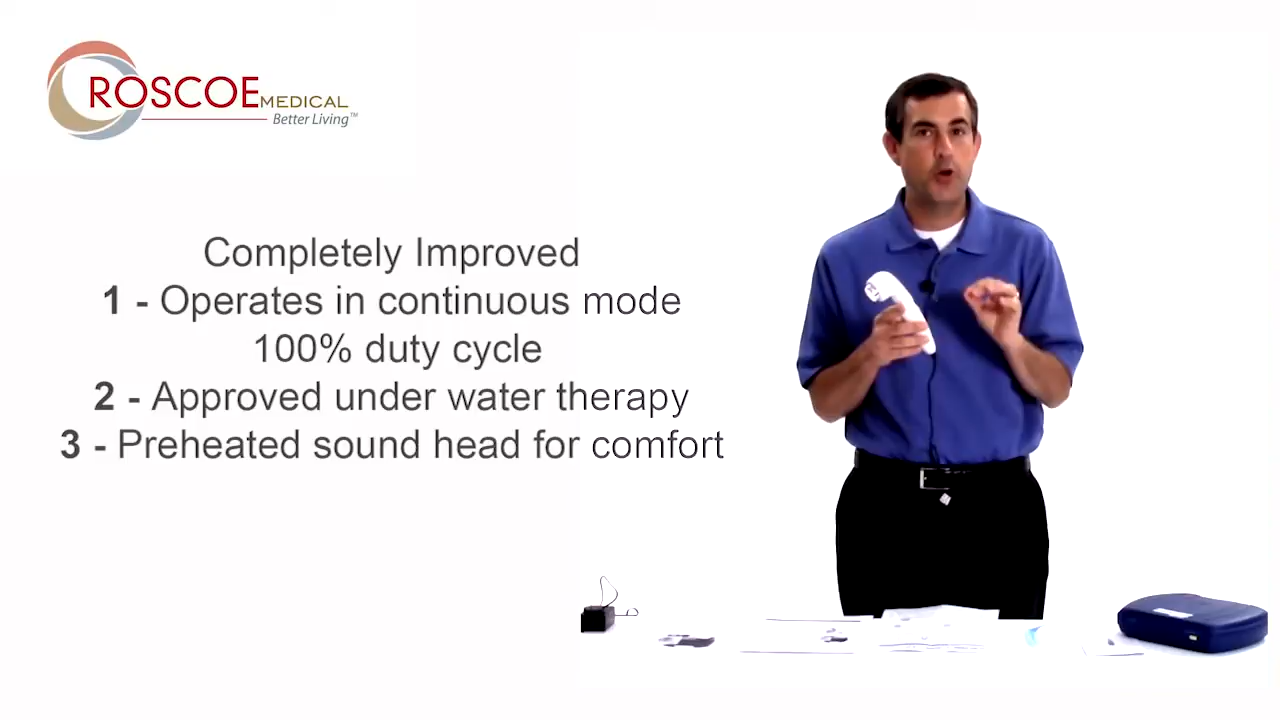 ROSCOE MEDICAL
Better Living™
Completely Improved
1 - Operates in continuous mode
100% duty cycle
2 - Approved under water therapy
3 - Preheated sound head for comfort